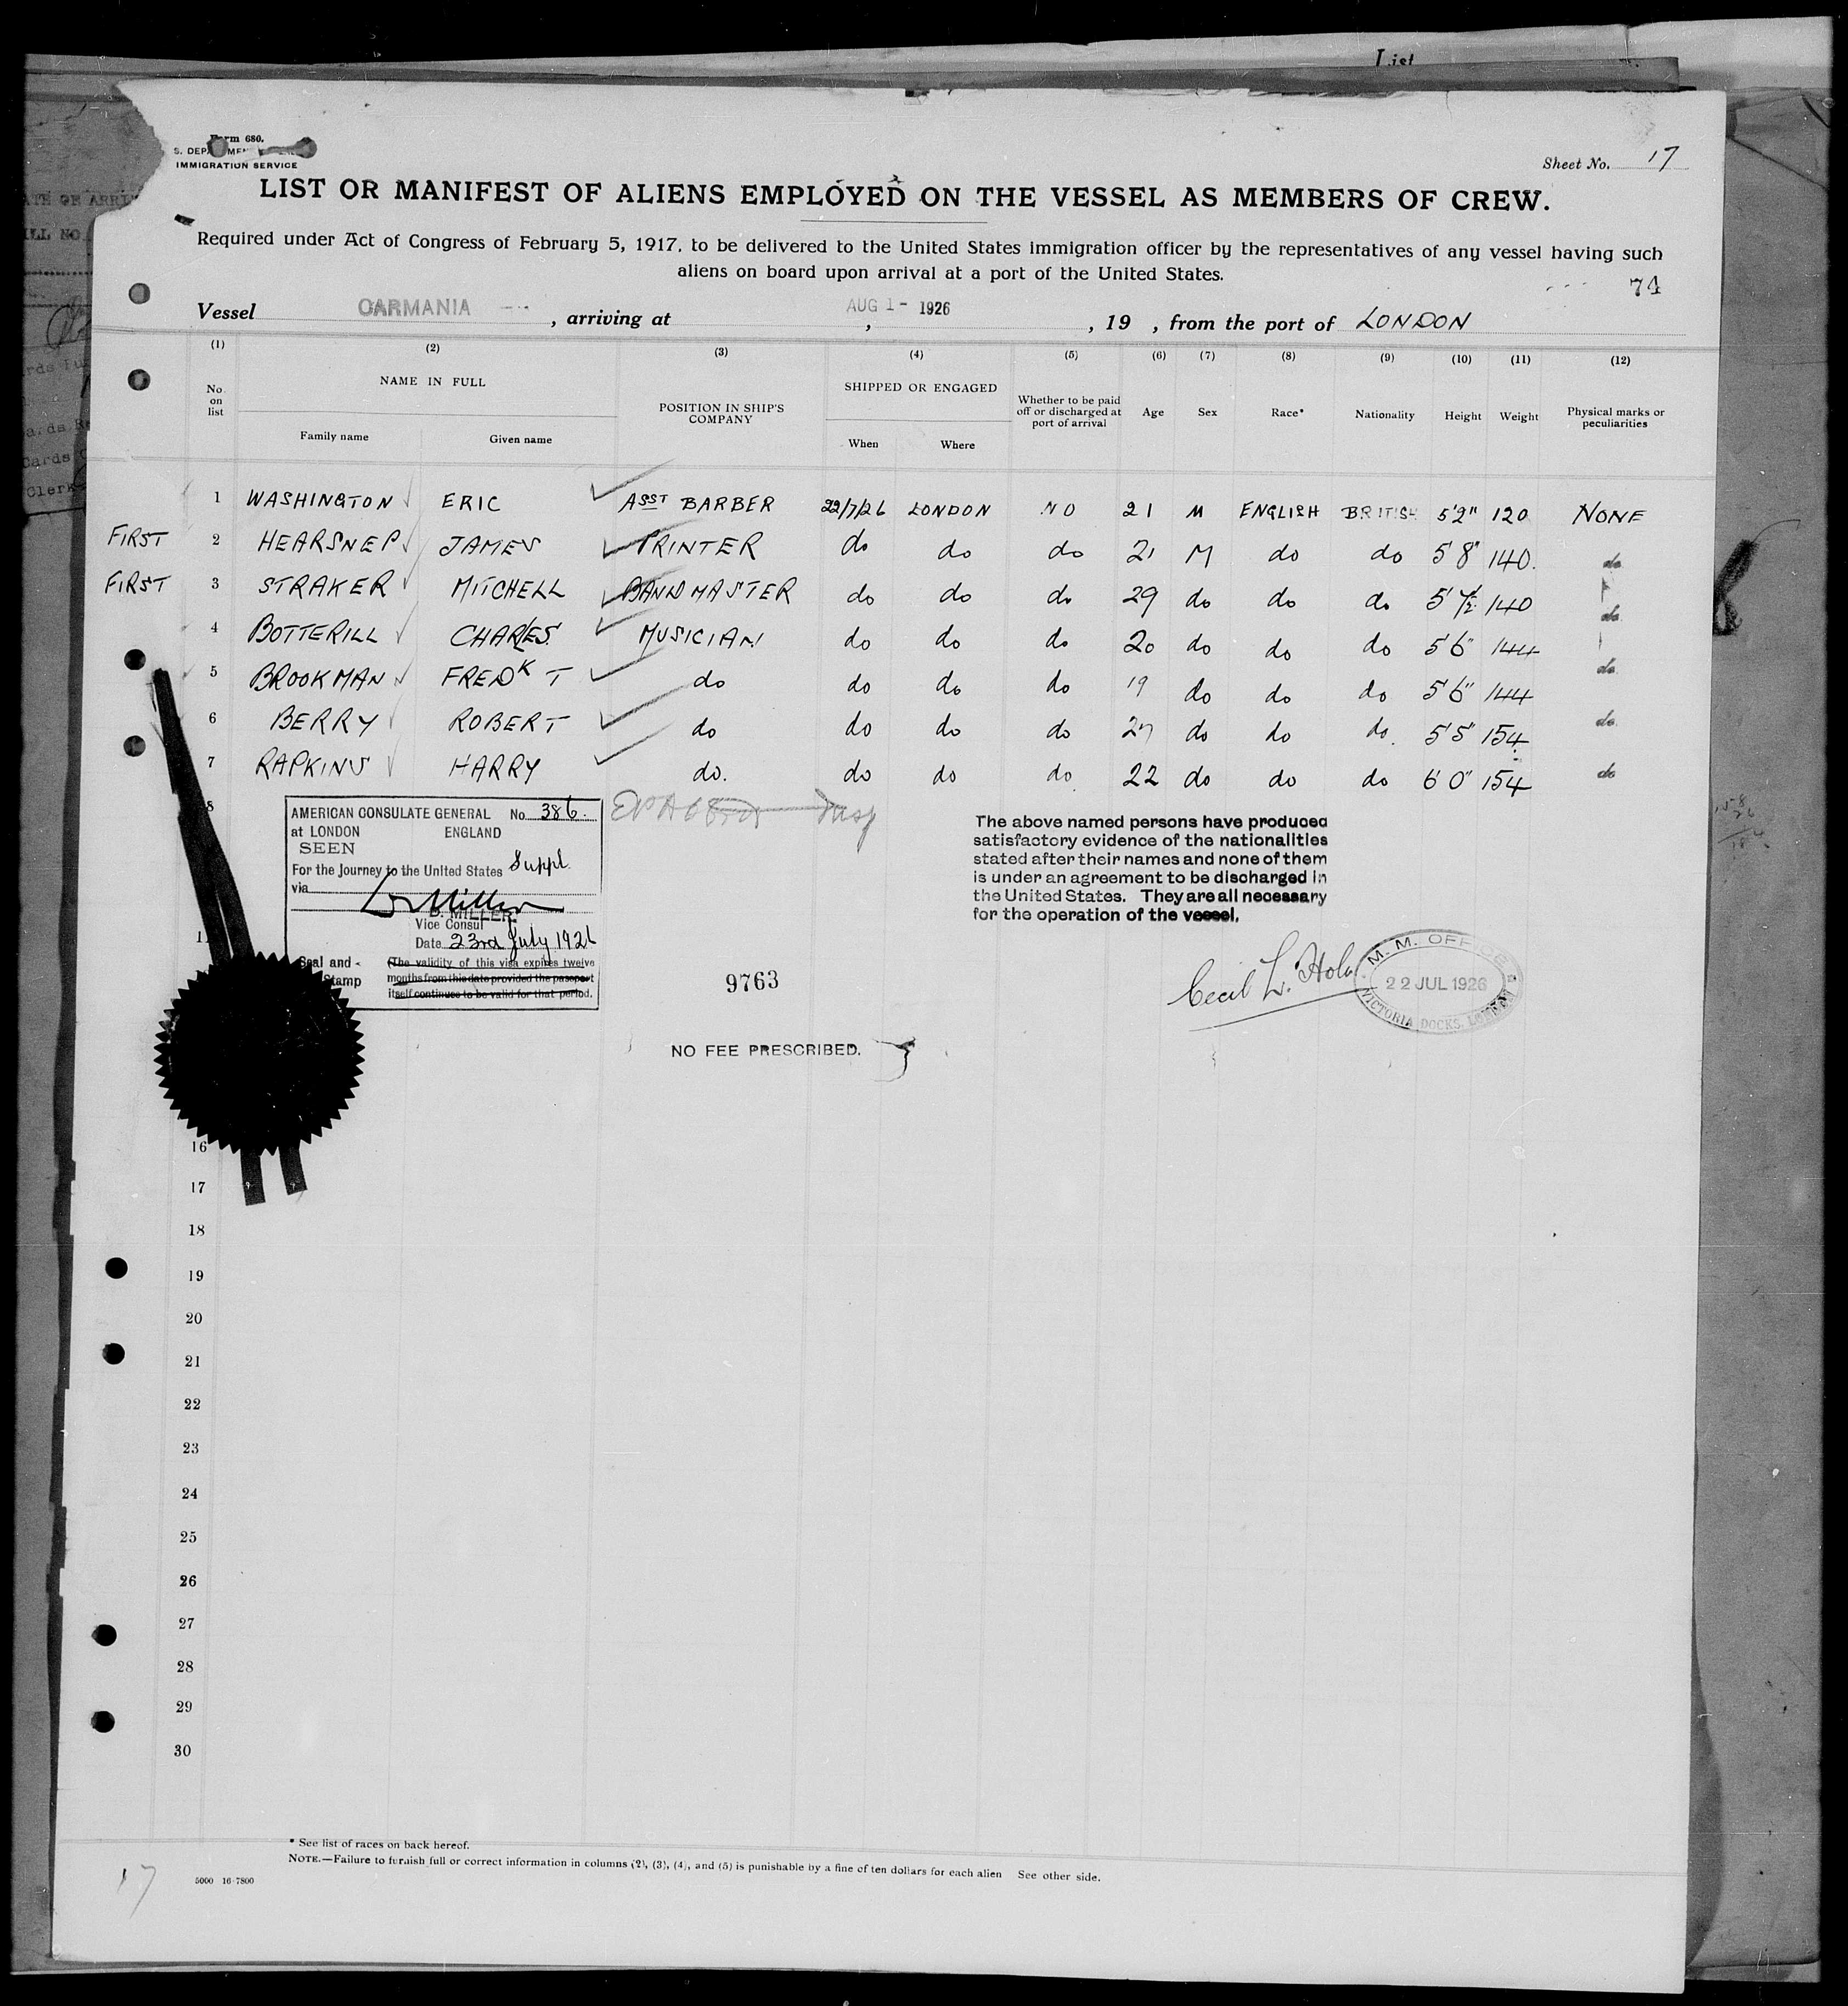 List
Form 680.
IMMIGRATION SERVICE
Sheet No. 17
LIST OR MANIFEST OF ALIENS EMPLOYED ON THE VESSEL AS MEMBERS OF CREW.
Required under Act of Congress of February 5, 1917, to be delivered to the United States immigration officer by the representatives of any vessel having such
aliens on board upon arrival at a port of the United States.
74
Vessel CARMANIA, arriving at AUG 1 - 1926, , 19 , from the port of LONDON
(1) (2) (3) (4) (5) (6) (7) (8) (9) (10) (11) (12)
No. on list NAME IN FULL Family name Given name POSITION IN SHIP'S COMPANY SHIPPED OR ENGAGED When Where Whether to be paid off or discharged at port of arrival Age Sex Race* Nationality Height Weight Physical marks or peculiarities
1 WASHINGTON ERIC ASST BARBER 22/7/26 LONDON NO 21 M ENGLISH BRITISH 5'2" 120 NONE
FIRST 2 HEARSNEP JAMES PRINTER do do do 21 M do do 5'8" 140. do
FIRST 3 STRAKER MITCHELL BANDMASTER do do do 29 do do do 5' 140 do
4 BOTTERILL CHARLES MUSICIAN do do do 20 do do do 5'6" 144 do
5 BROOKMAN FREDK T do do do do 19 do do do 5'6" 144 do
6 BERRY ROBERT do do do do do do do. 5'5" 154 do.
7 RAPKINS HARRY do. do do do 22 do do do 6'0" 154
8
AMERICAN CONSULATE GENERAL No. 386.
at LONDON ENGLAND
SEEN
For the Journey to the United States Suppl
via
D. Miller
D. MILLER
Vice Consul
Date 23rd July 1926
Seal and
Stamp
(The validity of this visa expires twelve
months from this date provided the passport
itself continues to be valid for that period.
The above named persons have produced
satisfactory evidence of the nationalities
stated after their names and none of them
is under an agreement to be discharged in
the United States. They are all necessary
for the operation of the vessel.
9763
Cecil L.
M. M. OFFICE
22 JUL 1926
VICTORIA DOCKS, LONDON
NO FEE PRESCRIBED.
16
17
18
19
20
21
22
23
24
25
26
27
28
29
30
* See list of races on back hereof.
NOTE.—Failure to furnish full or correct information in columns (2), (3), (4), and (5) is punishable by a fine of ten dollars for each alien See other side.
5000 16-7800
17